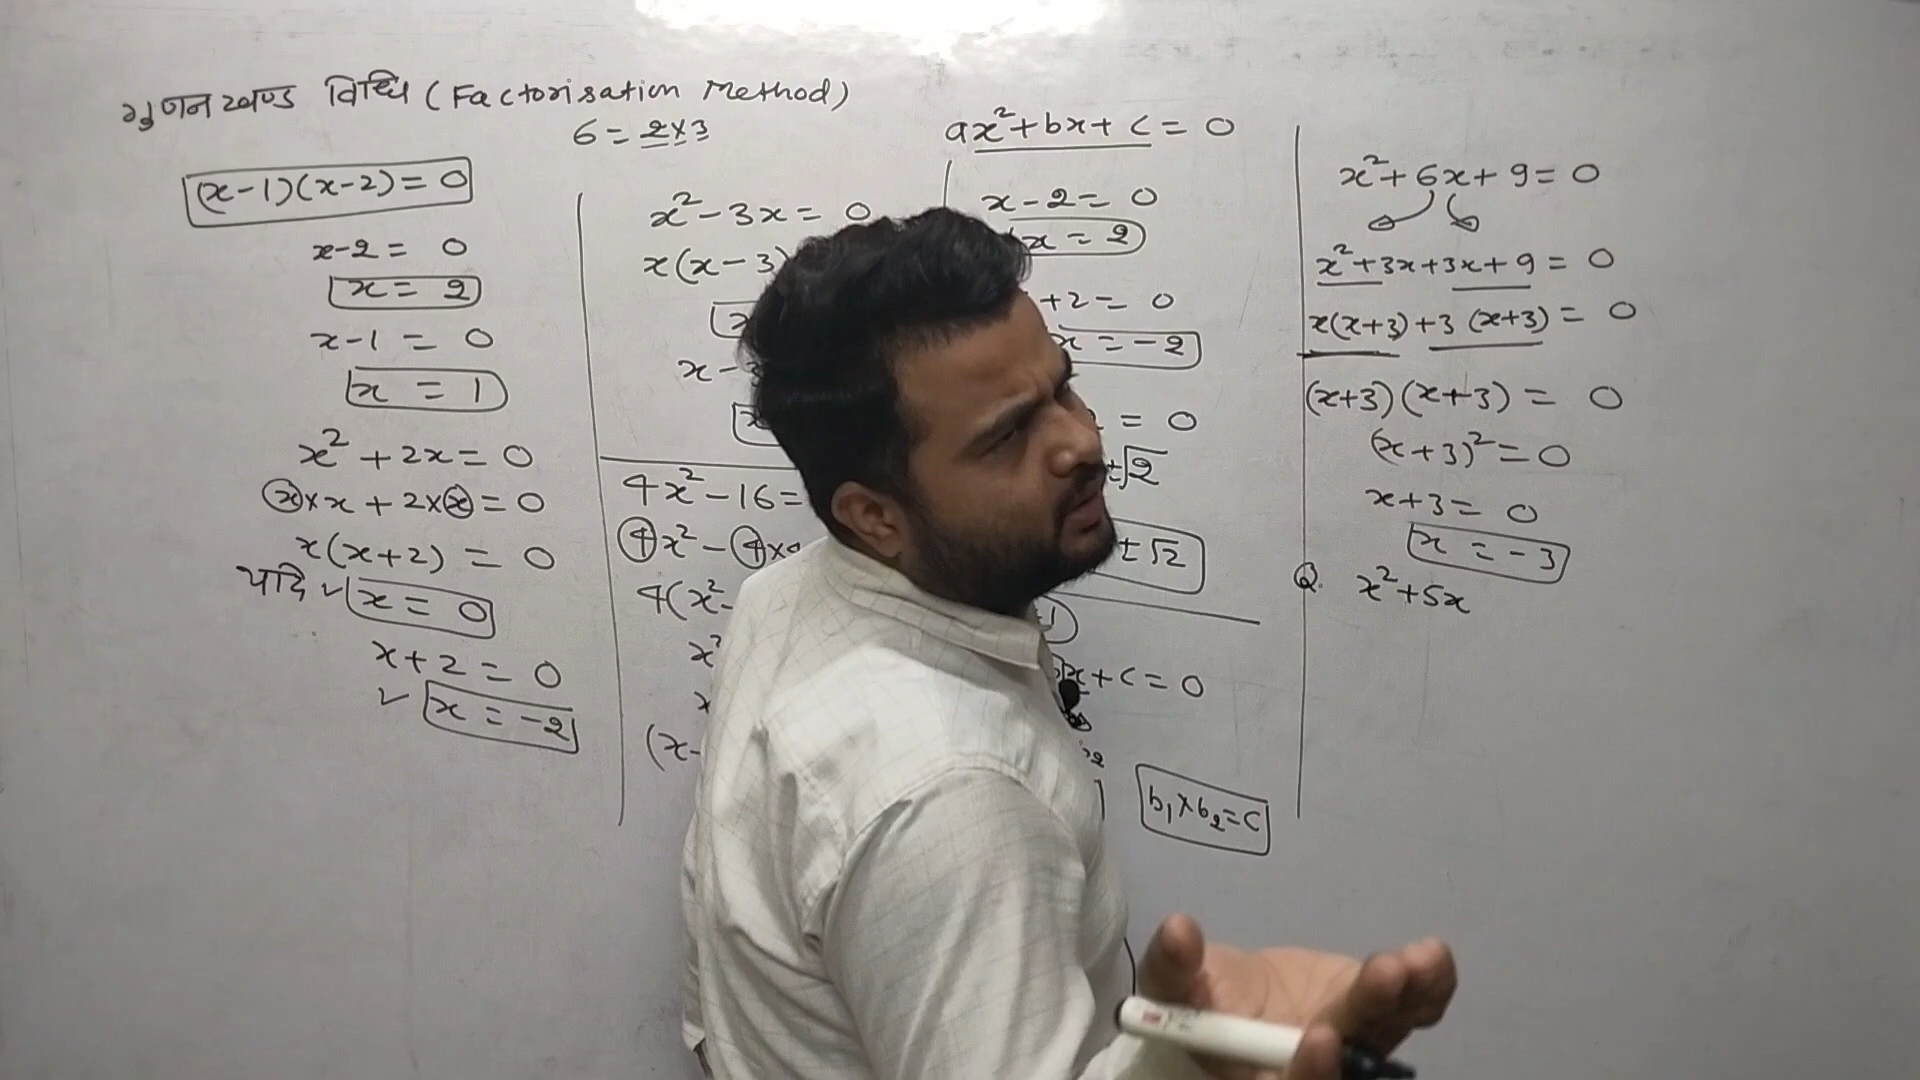 गुणनखण्ड विधि (Factorisation Method)
6 = 2×3
(x-1)(x-2) = 0
x-2 = 0
x = 2
x-1 = 0
x = 1
x² + 2x = 0
x×x + 2×x = 0
x(x+2) = 0
यदि ✓ x = 0
x+2 = 0
✓ x = -2
x² - 3x = 0
x(x-3)
x-
4x² - 16 =
4x² - 4×
4(x²-
x²
x
(x-
ax² + bx + c = 0
x - 2 = 0
x = 2
+2 = 0
x = -2
= 0
±√2
±√2
x + c = 0
b₁×b₂=c
x² + 6x + 9 = 0
x² + 3x + 3x + 9 = 0
x(x+3) + 3(x+3) = 0
(x+3)(x+3) = 0
(x+3)² = 0
x+3 = 0
x = -3
Q. x² + 5x